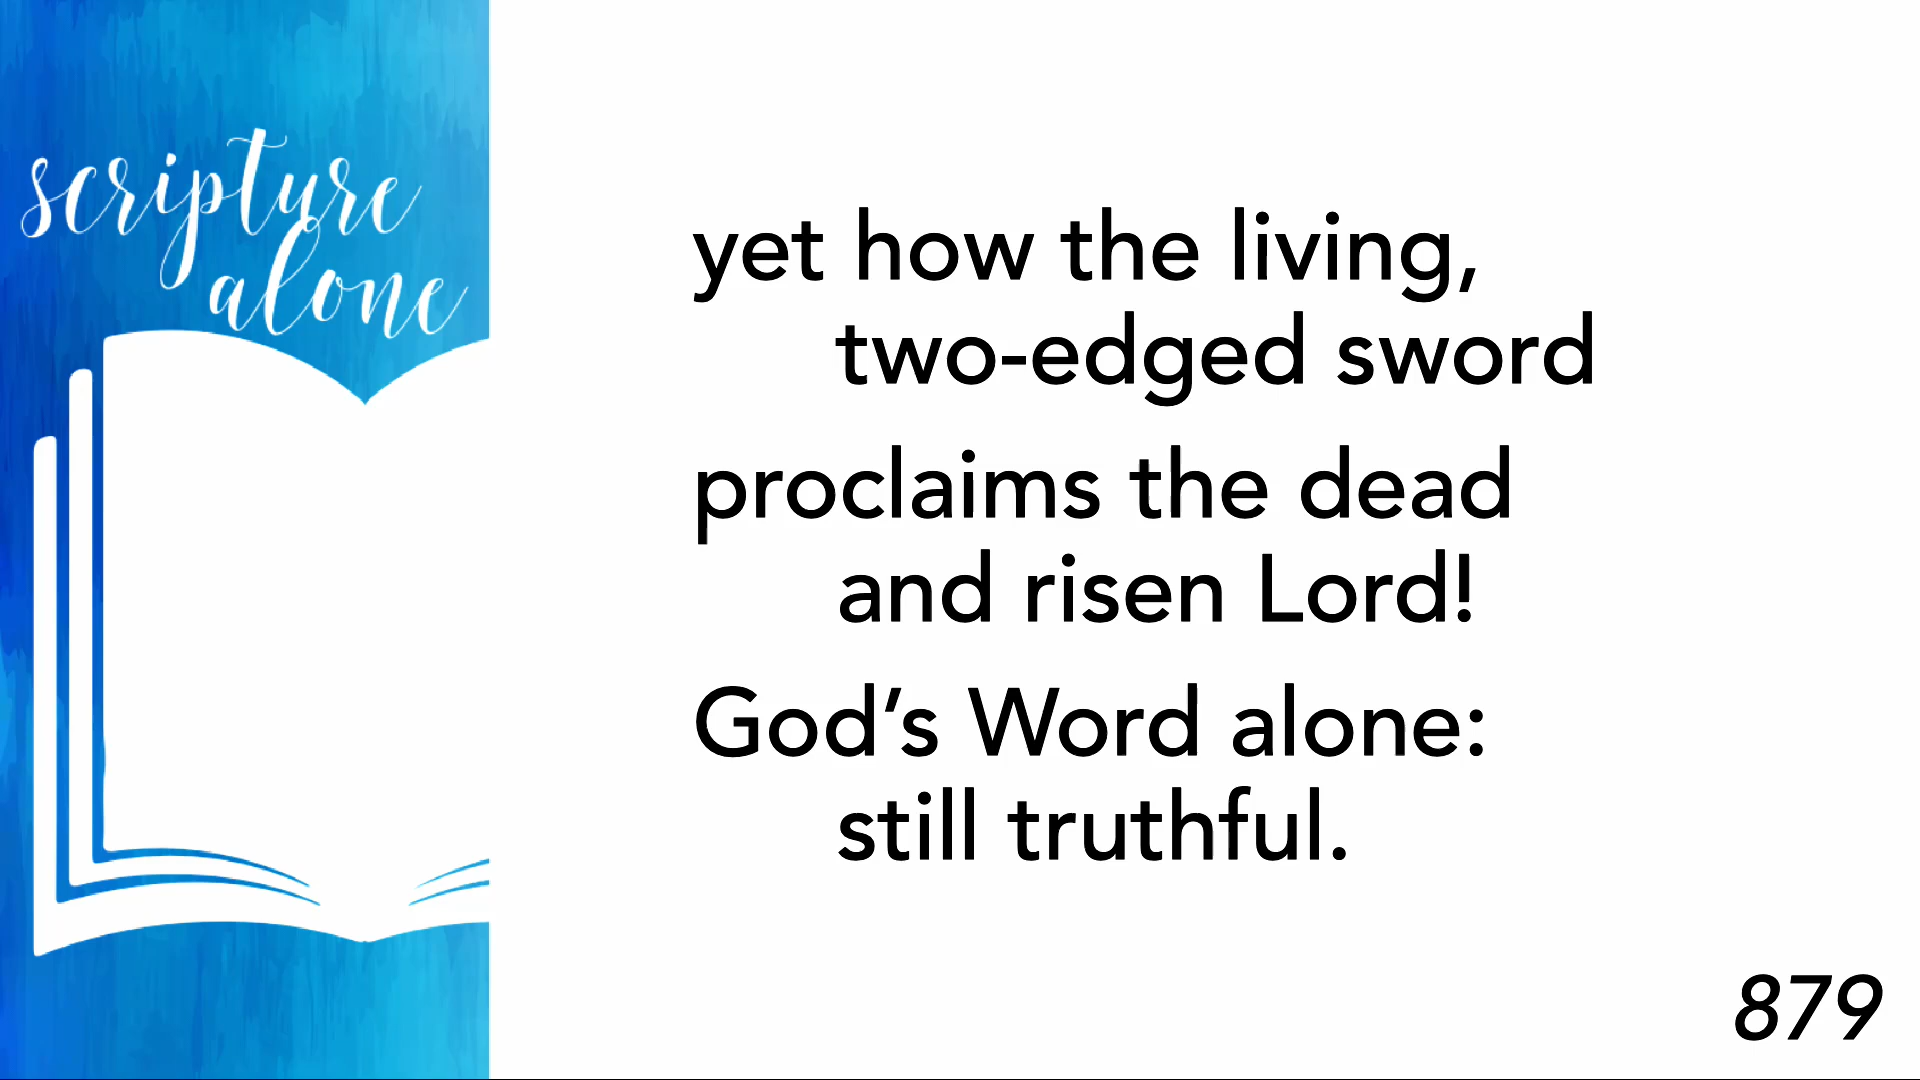 scripture
alone
yet how the living,
two-edged sword
proclaims the dead
and risen Lord!
God’s Word alone:
still truthful.
879